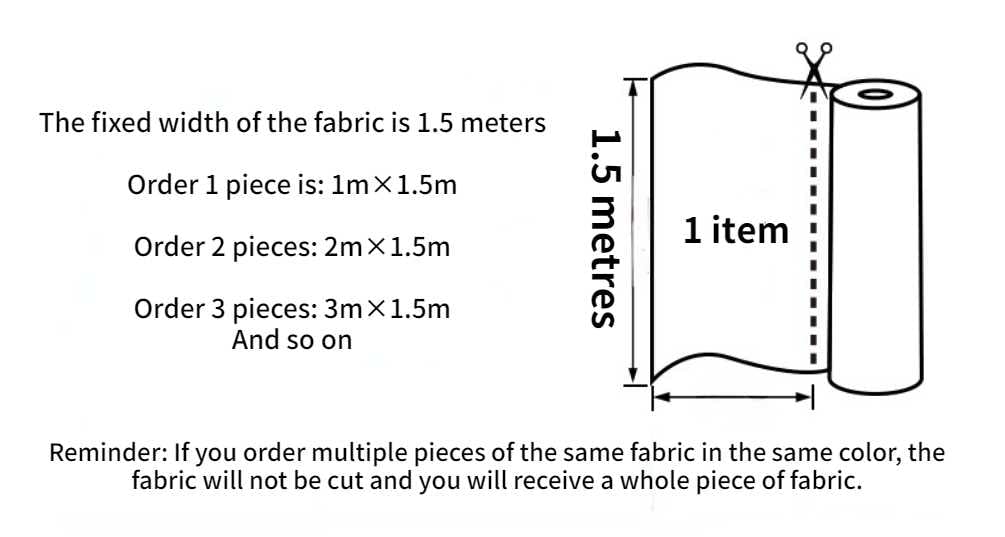 The fixed width of the fabric is 1.5 meters
Order 1 piece is: 1m×1.5m
Order 2 pieces: 2m×1.5m
Order 3 pieces: 3m×1.5m
And so on
1.5 metres
1 item
Reminder: If you order multiple pieces of the same fabric in the same color, the
fabric will not be cut and you will receive a whole piece of fabric.